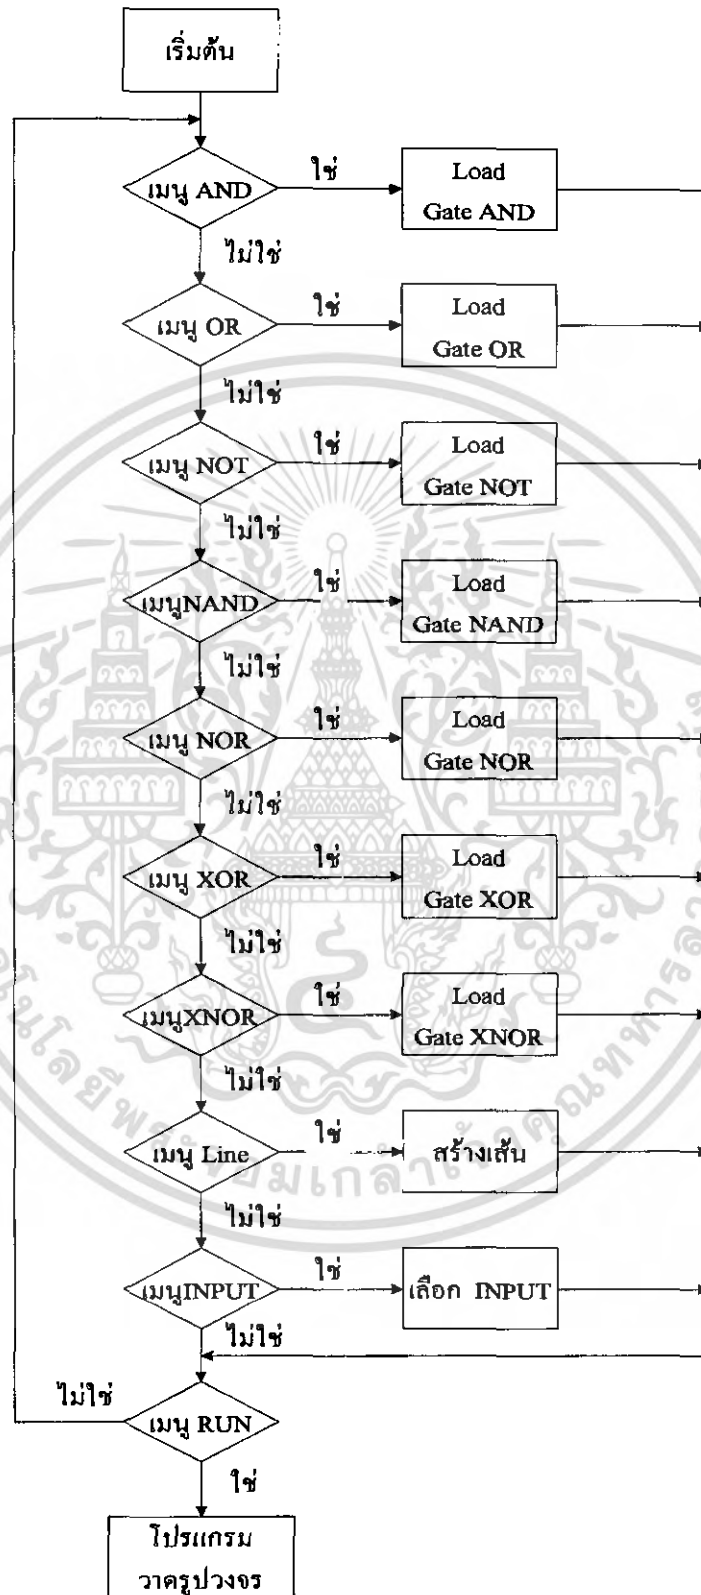 เริ่มต้น
เมนู AND
ใช่
Load
Gate AND
ไม่ใช่
เมนู OR
ใช่
Load
Gate OR
ไม่ใช่
เมนู NOT
ใช่
Load
Gate NOT
ไม่ใช่
เมนูNAND
ใช่
Load
Gate NAND
ไม่ใช่
เมนู NOR
ใช่
Load
Gate NOR
ไม่ใช่
เมนู XOR
ใช่
Load
Gate XOR
ไม่ใช่
เมนูXNOR
ใช่
Load
Gate XNOR
ไม่ใช่
เมนู Line
ใช่
สร้างเส้น
ไม่ใช่
เมนูINPUT
ใช่
เลือก INPUT
ไม่ใช่
เมนู RUN
ไม่ใช่
ใช่
โปรแกรม
วาดรูปวงจร